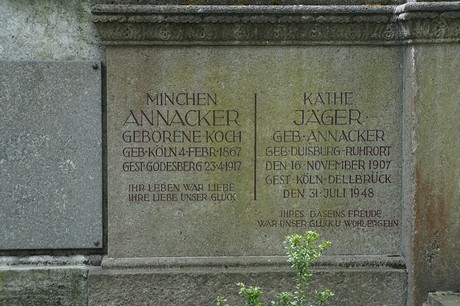 MINCHEN
ANNACKER
GEBORENE KOCH
GEB·KÖLN 4·FEBR·1867
GEST·GODESBERG 23·4·1917
IHR LEBEN WAR LIEBE
IHRE LIEBE UNSER GLÜCK
KÄTHE
JÄGER·
GEB·ANNACKER
GEB·DUISBURG-RUHRORT
DEN 16·NOVEMBER 1907
GEST·KÖLN-DELLBRÜCK
DEN 31·JULI 1948
IHRES DASEINS FREUDE
WAR UNSER GLÜCK U·WOHLERGEHN